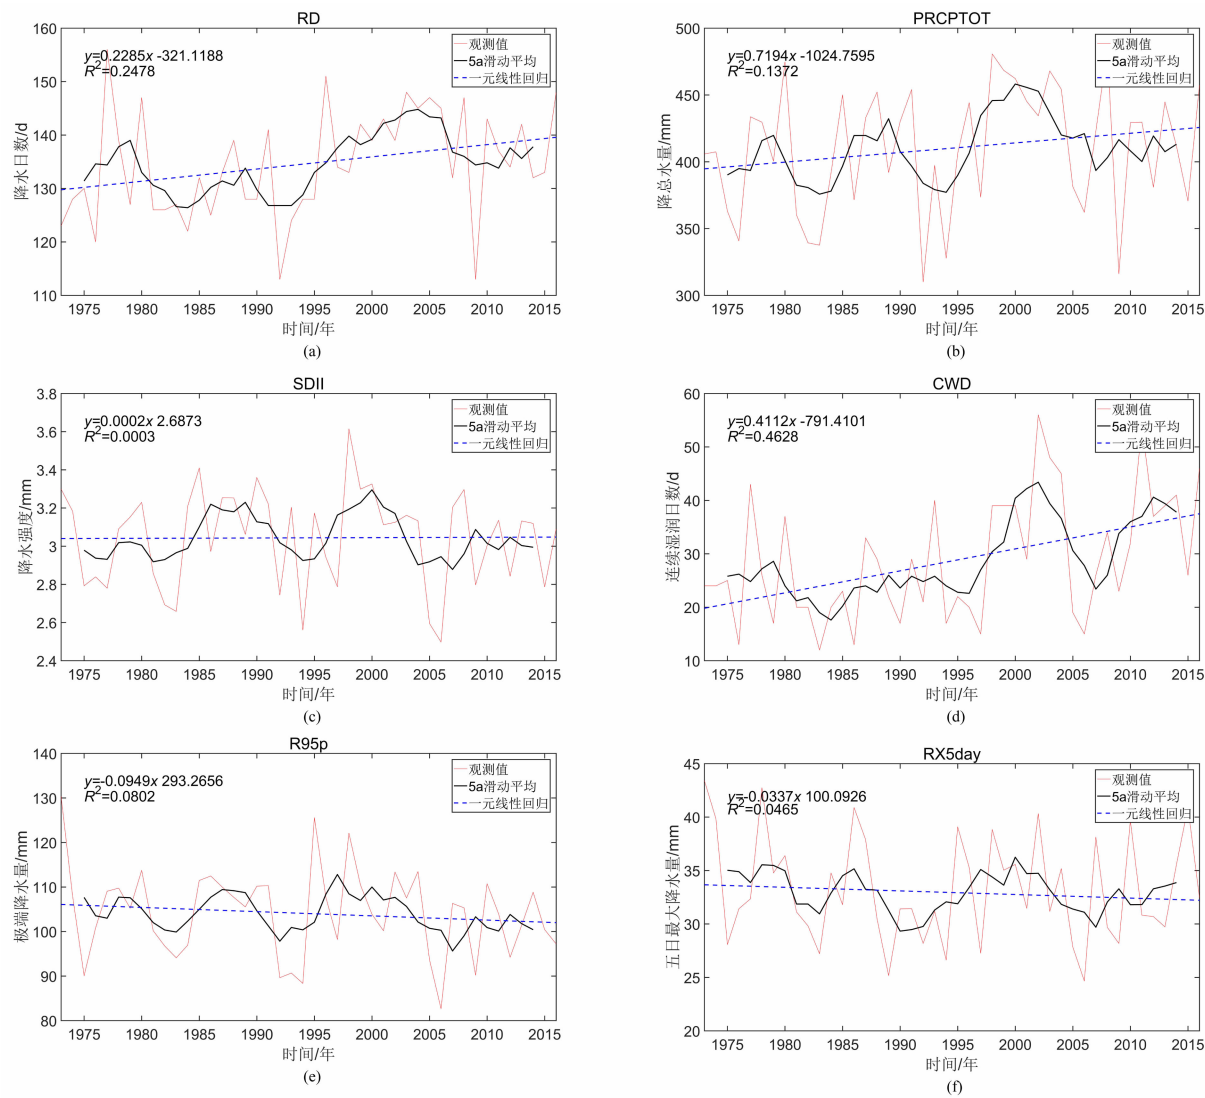 RD
160
150
140
130
120
110
降水日数/d
y=0.2285x -321.1188
R²=0.2478
观测值
5a滑动平均
一元线性回归
1975 1980 1985 1990 1995 2000 2005 2010 2015
时间/年
(a)
PRCPTOT
500
450
400
350
300
降总水量/mm
y=0.7194x -1024.7595
R²=0.1372
观测值
5a滑动平均
一元线性回归
1975 1980 1985 1990 1995 2000 2005 2010 2015
时间/年
(b)
SDII
3.8
3.6
3.4
3.2
3
2.8
2.6
2.4
降水强度/mm
y=0.0002x 2.6873
R²=0.0003
观测值
5a滑动平均
一元线性回归
1975 1980 1985 1990 1995 2000 2005 2010 2015
时间/年
(c)
CWD
60
50
40
30
20
10
连续湿润日数/d
y=0.4112x -791.4101
R²=0.4628
观测值
5a滑动平均
一元线性回归
1975 1980 1985 1990 1995 2000 2005 2010 2015
时间/年
(d)
R95p
140
130
120
110
100
90
80
极端降水量/mm
y=-0.0949x 293.2656
R²=0.0802
观测值
5a滑动平均
一元线性回归
1975 1980 1985 1990 1995 2000 2005 2010 2015
时间/年
(e)
RX5day
45
40
35
30
25
20
五日最大降水量/mm
y=-0.0337x 100.0926
R²=0.0465
观测值
5a滑动平均
一元线性回归
1975 1980 1985 1990 1995 2000 2005 2010 2015
时间/年
(f)